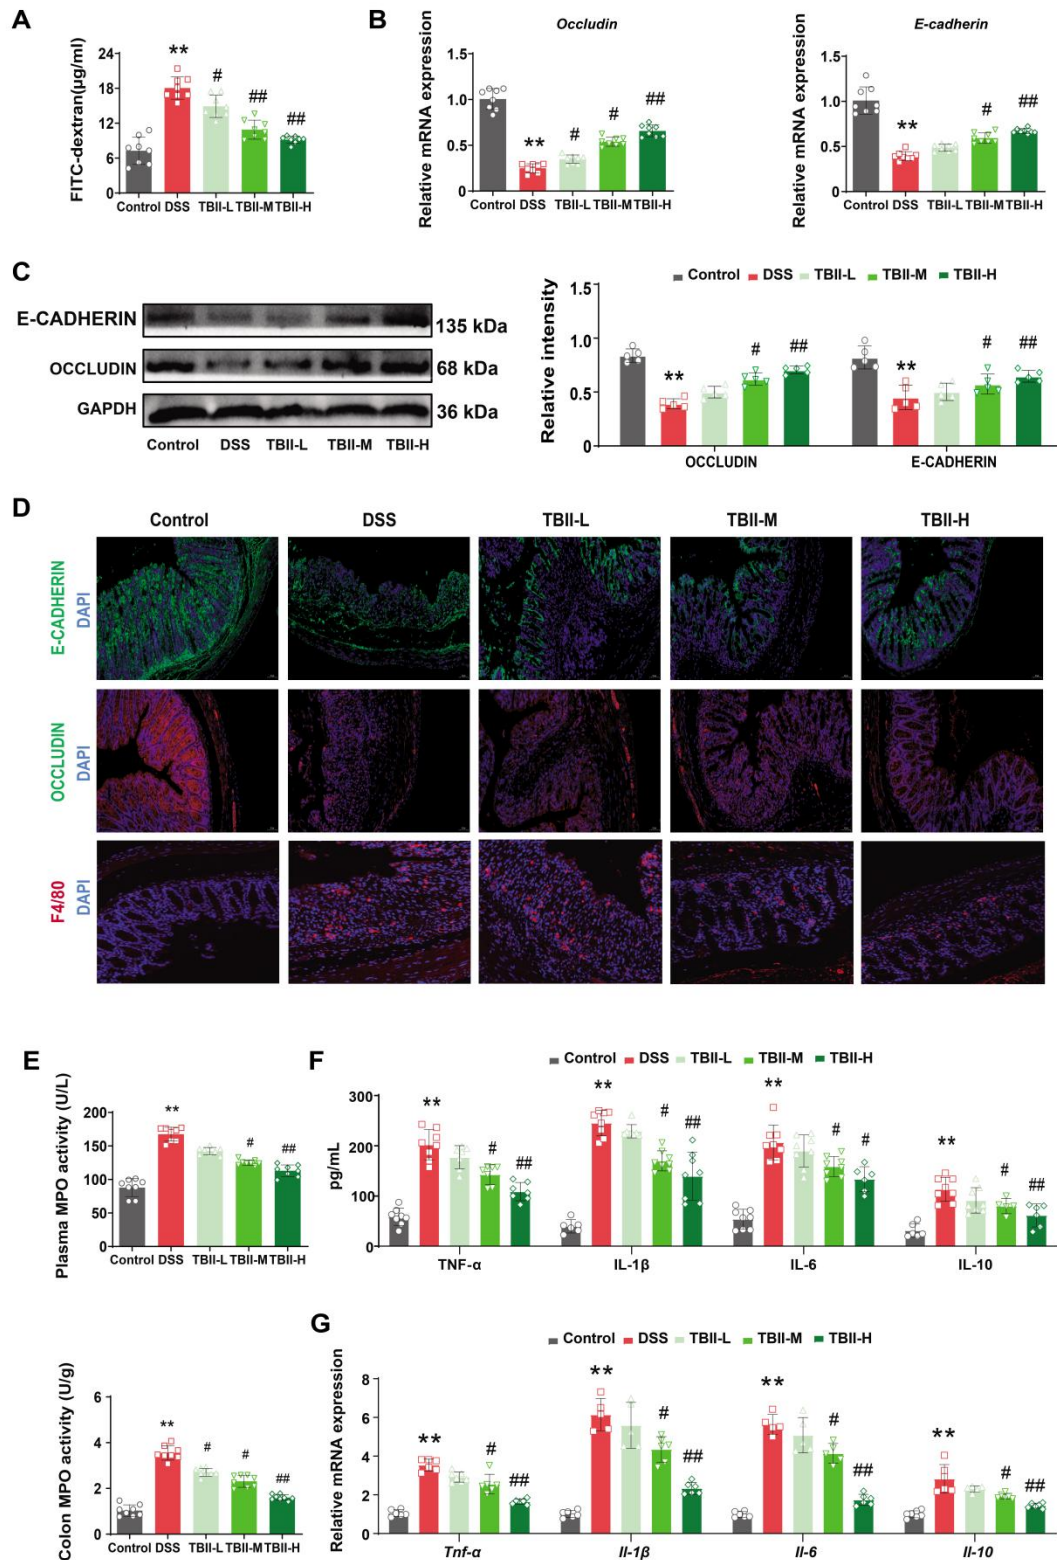 A
FITC-dextran(μg/ml)
24
18
12
6
0
**
#
##
##
Control DSS TBII-L TBII-M TBII-H
B
Occludin
Relative mRNA expression
1.5
1.0
0.5
0
**
#
#
##
Control DSS TBII-L TBII-M TBII-H
E-cadherin
Relative mRNA expression
1.5
1.0
0.5
0
**
#
##
Control DSS TBII-L TBII-M TBII-H
C
E-CADHERIN
135 kDa
OCCLUDIN
68 kDa
GAPDH
36 kDa
Control DSS TBII-L TBII-M TBII-H
Control DSS TBII-L TBII-M TBII-H
Relative intensity
1.5
1.0
0.5
0.0
**
#
##
**
#
##
OCCLUDIN E-CADHERIN
D
Control DSS TBII-L TBII-M TBII-H
E-CADHERIN
DAPI
OCCLUDIN
DAPI
F4/80
DAPI
E
Plasma MPO activity (U/L)
200
150
100
50
0
**
#
##
Control DSS TBII-L TBII-M TBII-H
Colon MPO activity (U/g)
6
4
2
0
**
#
#
##
Control DSS TBII-L TBII-M TBII-H
F
Control DSS TBII-L TBII-M TBII-H
pg/mL
300
200
100
0
**
#
##
**
#
##
**
#
#
**
#
##
TNF-α IL-1β IL-6 IL-10
G
Control DSS TBII-L TBII-M TBII-H
Relative mRNA expression
8
6
4
2
0
**
#
##
**
#
##
**
#
##
**
#
##
Tnf-α Il-1β Il-6 Il-10